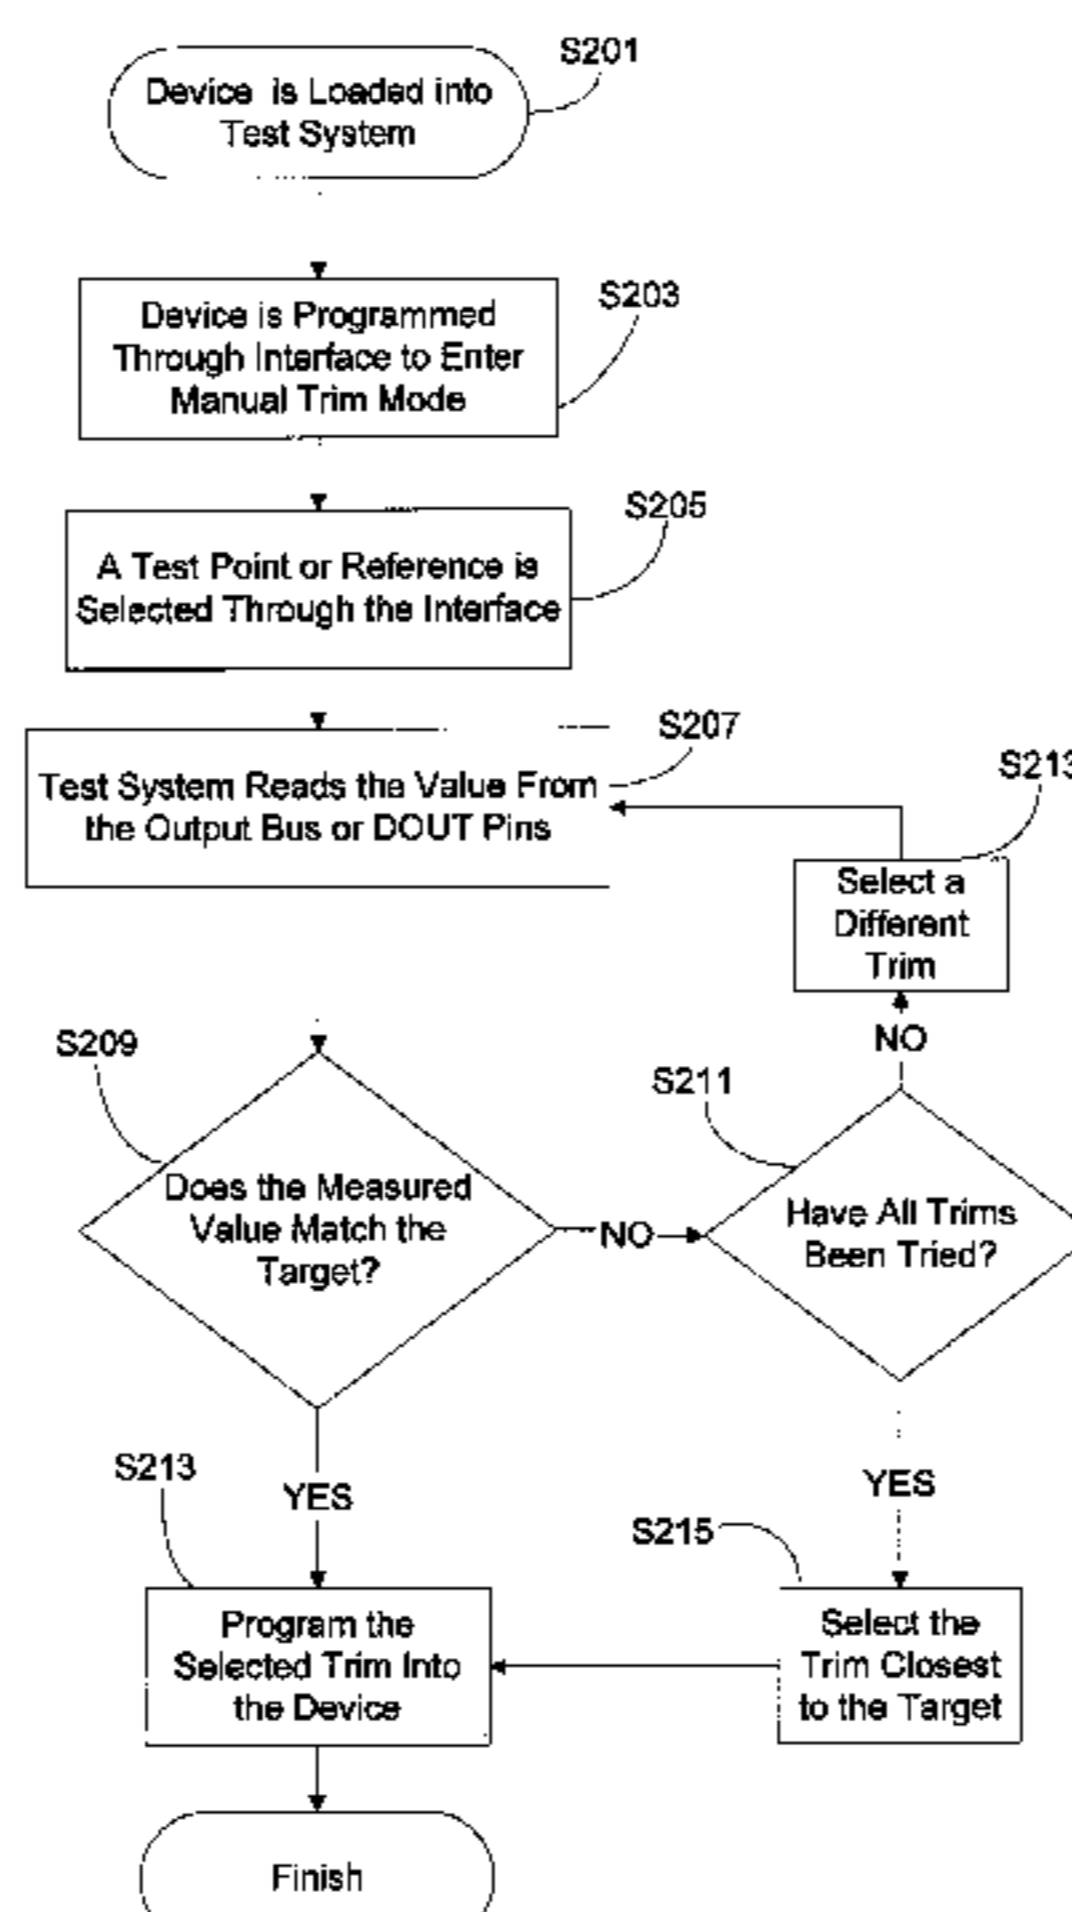 S201
Device is Loaded into
Test System
S203
Device is Programmed
Through Interface to Enter
Manual Trim Mode
S205
A Test Point or Reference is
Selected Through the Interface
S207
Test System Reads the Value From
the Output Bus or DOUT Pins
S213
Select a
Different
Trim
NO
S209
Does the Measured
Value Match the
Target?
NO
S211
Have All Trims
Been Tried?
S213
YES
YES
S215
Program the
Selected Trim Into
the Device
Select the
Trim Closest
to the Target
Finish